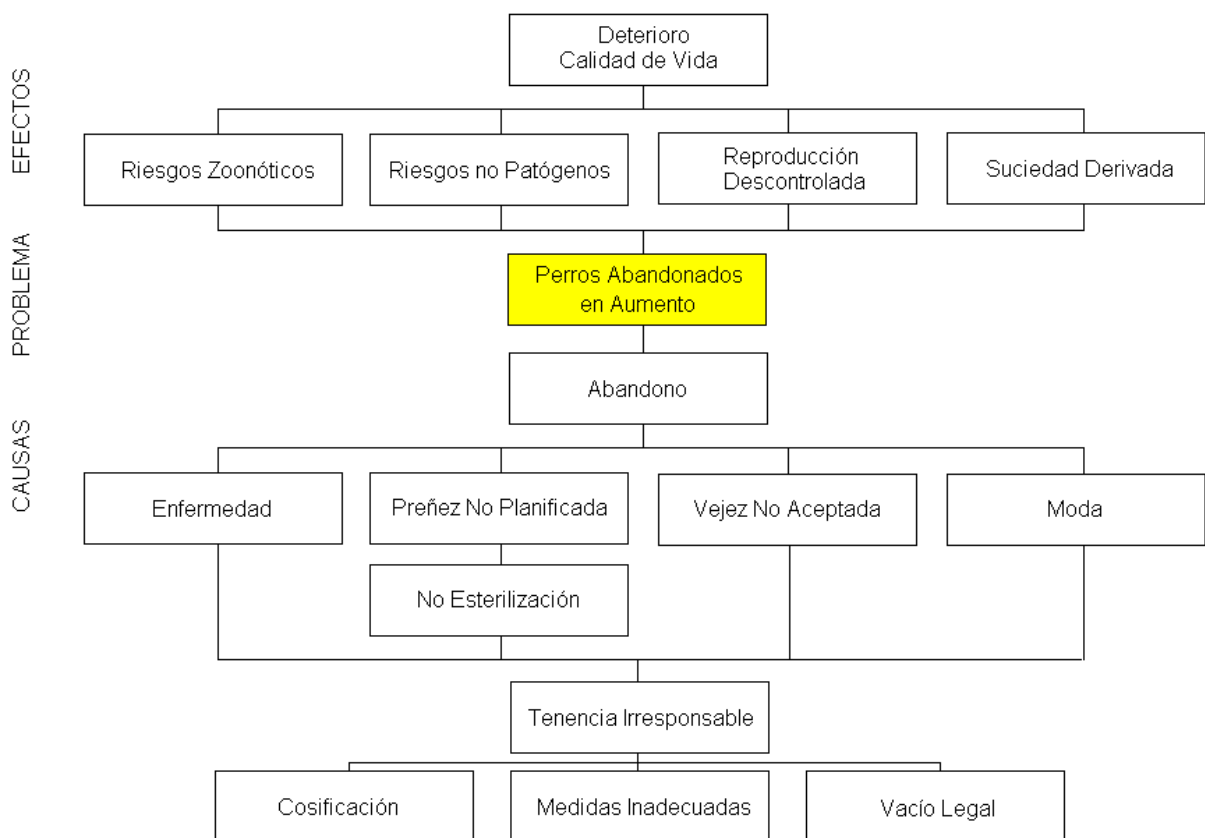 Deterioro
Calidad de Vida
EFECTOS
Riesgos Zoonóticos
Riesgos no Patógenos
Reproducción
Descontrolada
Suciedad Derivada
PROBLEMA
Perros Abandonados
en Aumento
Abandono
CAUSAS
Enfermedad
Preñez No Planificada
Vejez No Aceptada
Moda
No Esterilización
Tenencia Irresponsable
Cosificación
Medidas Inadecuadas
Vacío Legal